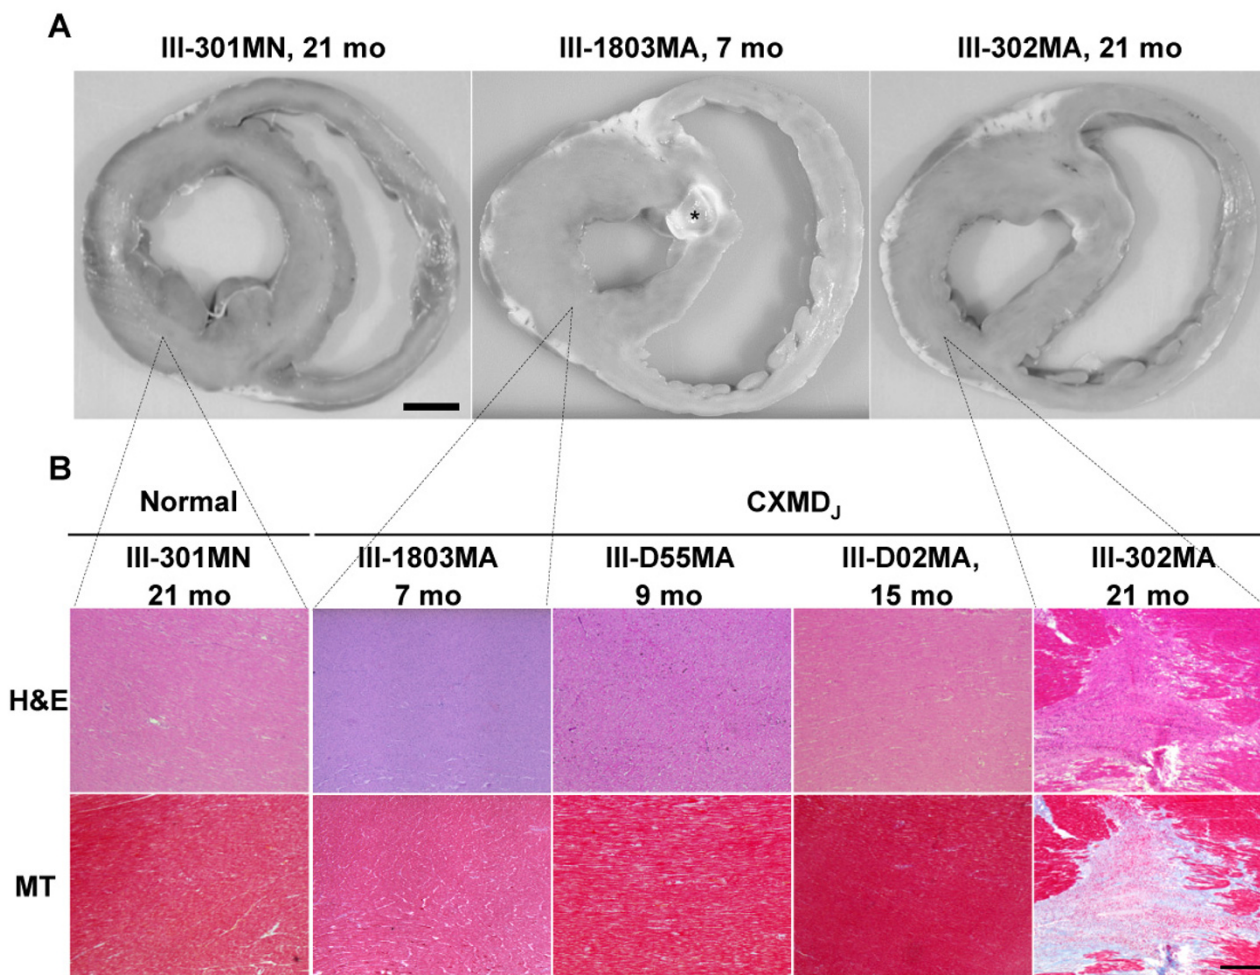 A
III-301MN, 21 mo III-1803MA, 7 mo III-302MA, 21 mo
*
B
Normal CXMDJ
III-301MN III-1803MA III-D55MA III-D02MA, III-302MA
21 mo 7 mo 9 mo 15 mo 21 mo
H&E
MT